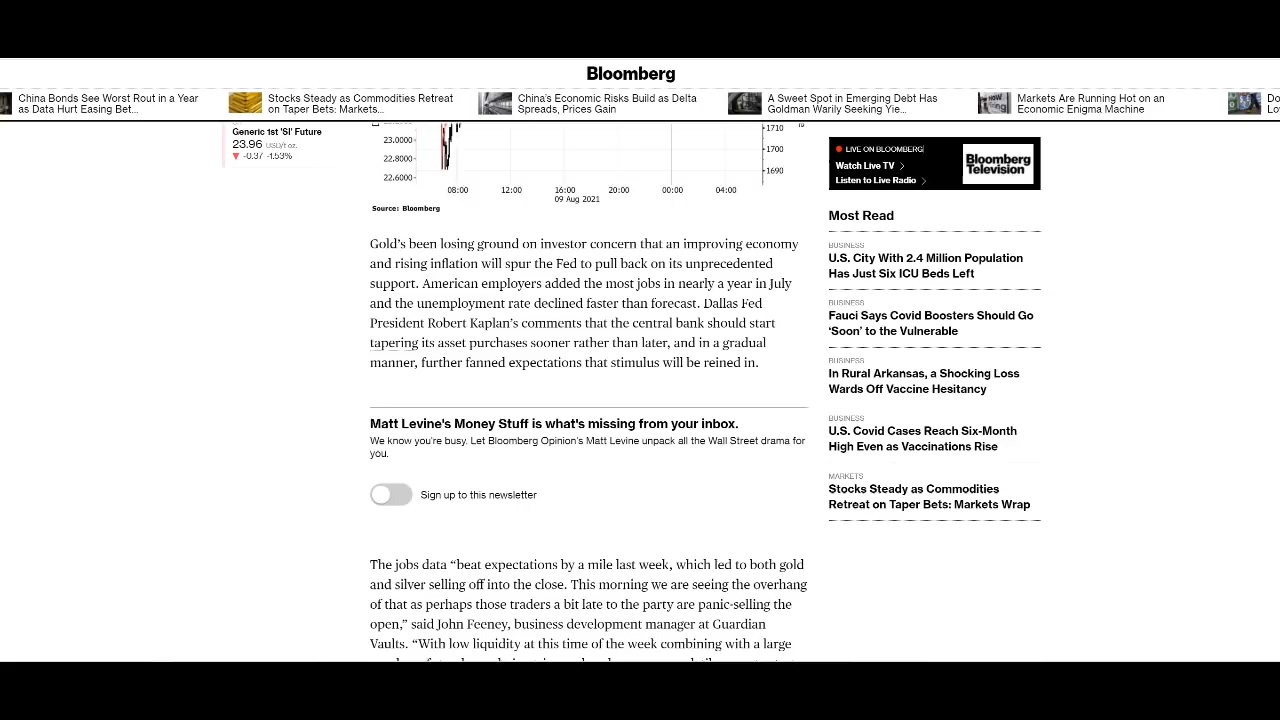 Bloomberg
China Bonds See Worst Rout in a Year
as Data Hurt Easing Bet...
Stocks Steady as Commodities Retreat
on Taper Bets: Markets...
China's Economic Risks Build as Delta
Spreads, Prices Gain
A Sweet Spot in Emerging Debt Has
Goldman Warily Seeking Yie...
Markets Are Running Hot on an
Economic Enigma Machine
Do
Lo
Generic 1st 'SI' Future
23.96 USD/t oz.
-0.37 -1.53%
23.0000
22.8000
22.6000
1710
1700
1690
08:00 12:00 16:00 20:00 00:00 04:00
09 Aug 2021
Source: Bloomberg
Gold's been losing ground on investor concern that an improving economy
and rising inflation will spur the Fed to pull back on its unprecedented
support. American employers added the most jobs in nearly a year in July
and the unemployment rate declined faster than forecast. Dallas Fed
President Robert Kaplan's comments that the central bank should start
tapering its asset purchases sooner rather than later, and in a gradual
manner, further fanned expectations that stimulus will be reined in.
Matt Levine's Money Stuff is what's missing from your inbox.
We know you're busy. Let Bloomberg Opinion's Matt Levine unpack all the Wall Street drama for
you.
Sign up to this newsletter
The jobs data “beat expectations by a mile last week, which led to both gold
and silver selling off into the close. This morning we are seeing the overhang
of that as perhaps those traders a bit late to the party are panic-selling the
open,” said John Feeney, business development manager at Guardian
Vaults. “With low liquidity at this time of the week combining with a large
LIVE ON BLOOMBERG
Watch Live TV
Listen to Live Radio
Bloomberg
Television
Most Read
BUSINESS
U.S. City With 2.4 Million Population
Has Just Six ICU Beds Left
BUSINESS
Fauci Says Covid Boosters Should Go
‘Soon’ to the Vulnerable
BUSINESS
In Rural Arkansas, a Shocking Loss
Wards Off Vaccine Hesitancy
BUSINESS
U.S. Covid Cases Reach Six-Month
High Even as Vaccinations Rise
MARKETS
Stocks Steady as Commodities
Retreat on Taper Bets: Markets Wrap